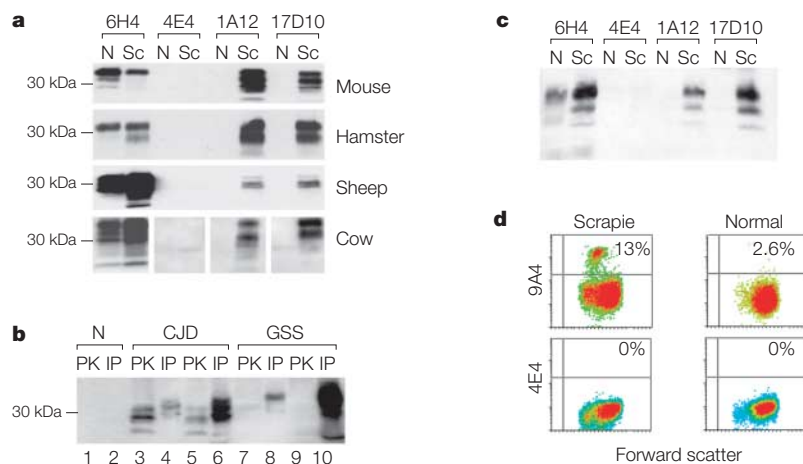 a
6H4 4E4 1A12 17D10
N Sc N Sc N Sc N Sc
30 kDa Mouse
Hamster
30 kDa Sheep
30 kDa Cow
b
N CJD GSS
PK IP PK IP PK IP PK IP PK IP
30 kDa
1 2 3 4 5 6 7 8 9 10
c
6H4 4E4 1A12 17D10
N Sc N Sc N Sc N Sc
30 kDa
d
Scrapie Normal
9A4 13% 2.6%
4E4 0% 0%
Forward scatter